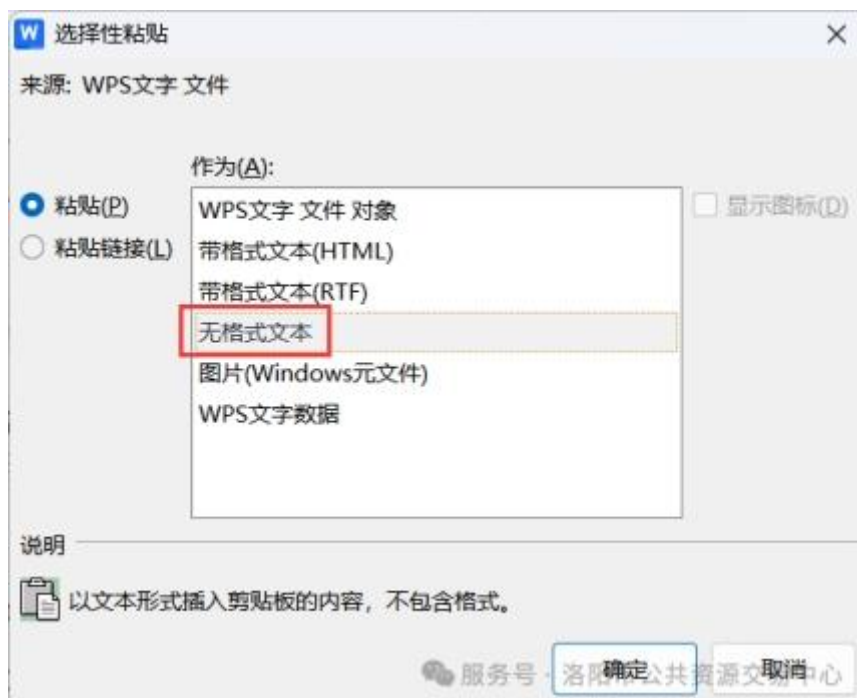 W 选择性粘贴
来源: WPS文字 文件
作为(A):
粘贴(P)
粘贴链接(L)
WPS文字 文件 对象
带格式文本(HTML)
带格式文本(RTF)
无格式文本
图片(Windows元文件)
WPS文字数据
显示图标(D)
说明
以文本形式插入剪贴板的内容，不包含格式。
确定
取消
服务号 · 洛阳市公共资源交易中心